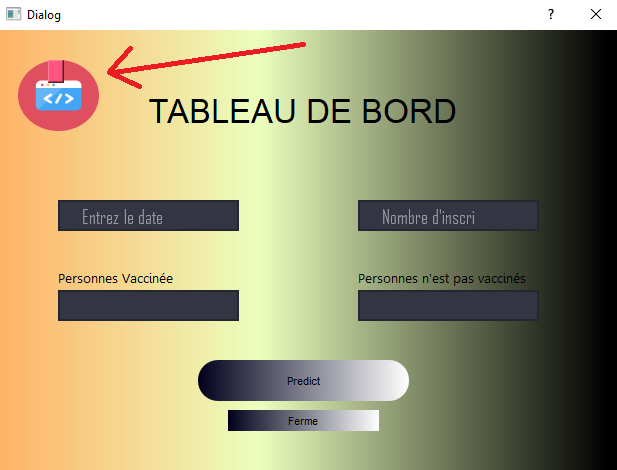 Dialog
?
</>
TABLEAU DE BORD
Entrez le date
Nombre d'inscri
Personnes Vaccinée
Personnes n'est pas vaccinés
Predict
Ferme